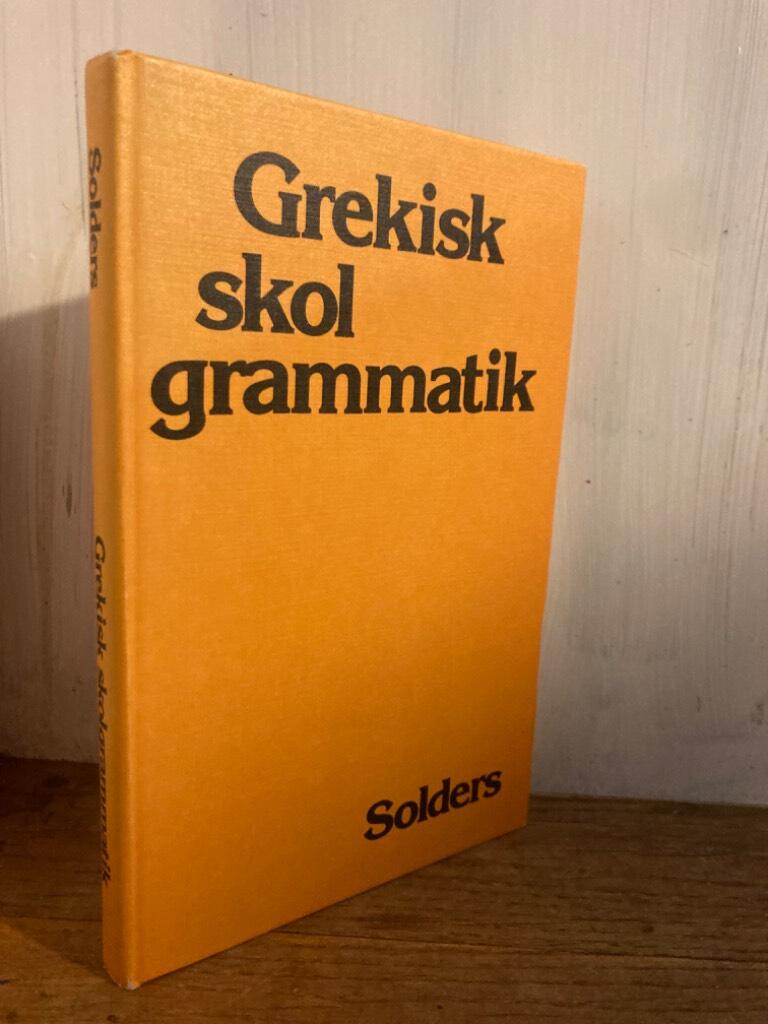 Grekisk
skol
grammatik
Solders
Solders
Grekisk skolgrammatik